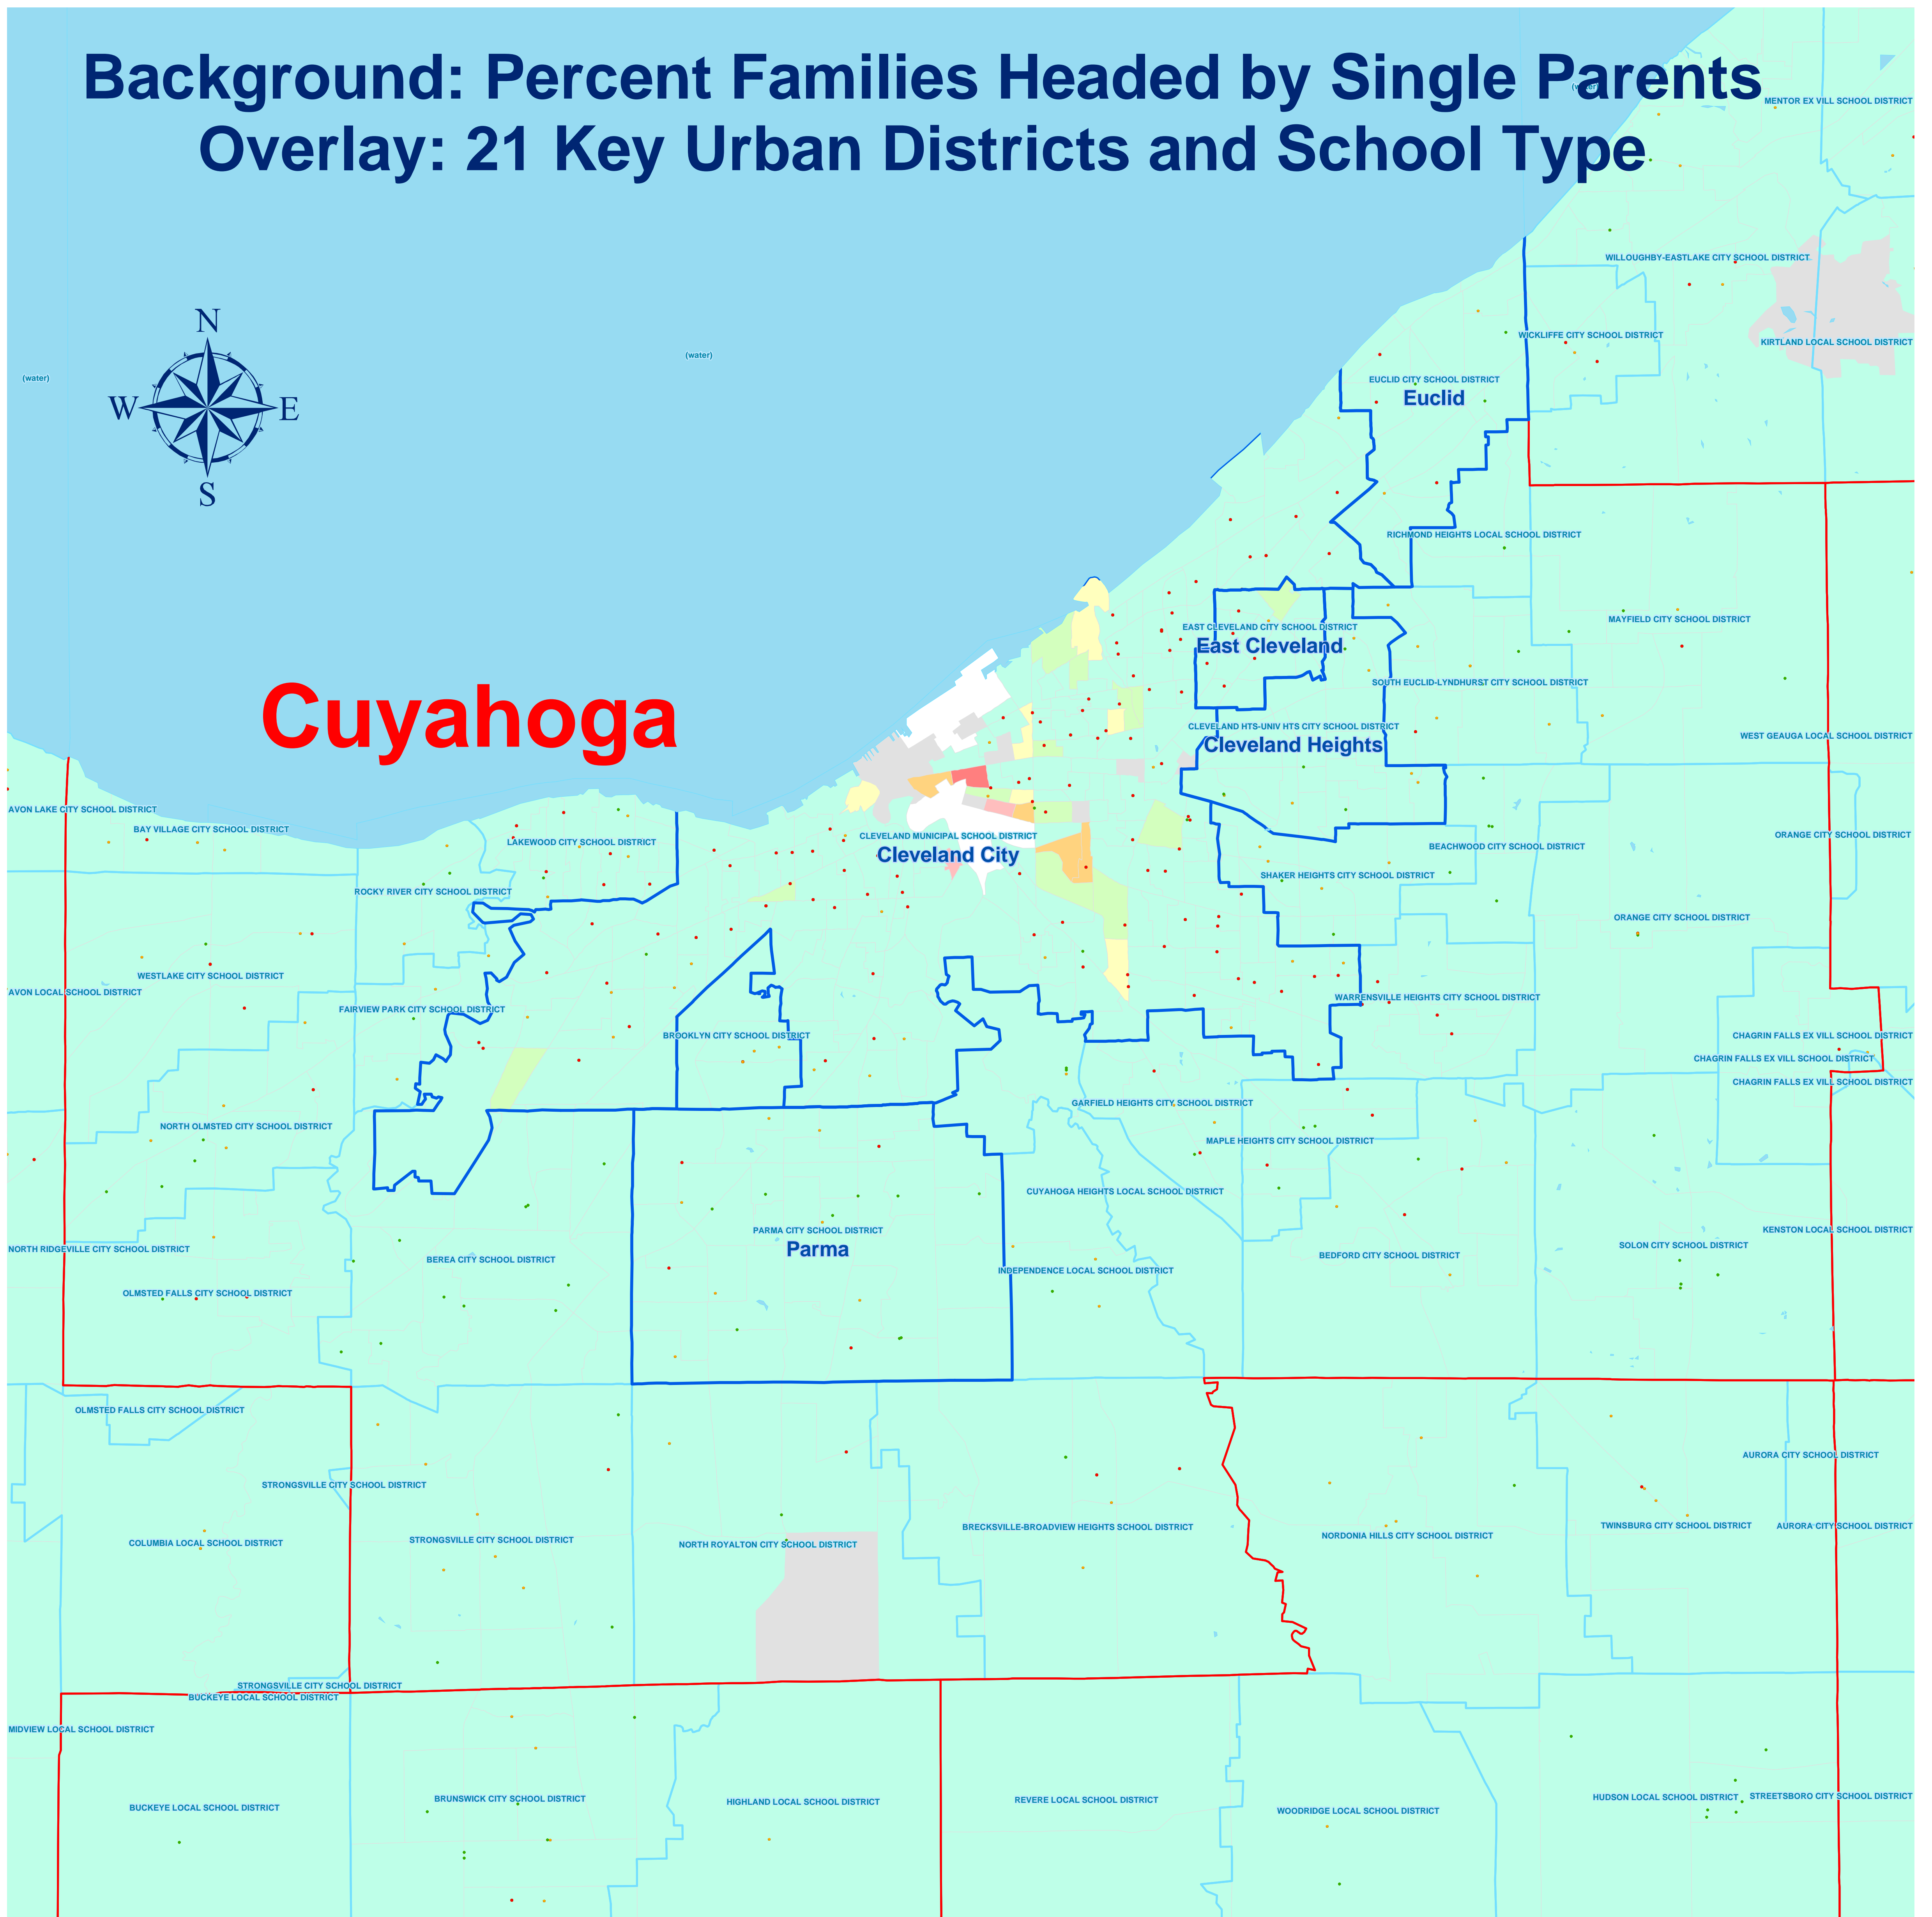 Background: Percent Families Headed by Single Parents
Overlay: 21 Key Urban Districts and School Type
(water)
MENTOR EX VILL SCHOOL DISTRICT
WILLOUGHBY-EASTLAKE CITY SCHOOL DISTRICT
N
W
E
S
(water)
(water)
WICKLIFFE CITY SCHOOL DISTRICT
KIRTLAND LOCAL SCHOOL DISTRICT
EUCLID CITY SCHOOL DISTRICT
Euclid
RICHMOND HEIGHTS LOCAL SCHOOL DISTRICT
MAYFIELD CITY SCHOOL DISTRICT
EAST CLEVELAND CITY SCHOOL DISTRICT
East Cleveland
SOUTH EUCLID-LYNDHURST CITY SCHOOL DISTRICT
Cuyahoga
CLEVELAND HTS-UNIV HTS CITY SCHOOL DISTRICT
Cleveland Heights
WEST GEAUGA LOCAL SCHOOL DISTRICT
AVON LAKE CITY SCHOOL DISTRICT
BAY VILLAGE CITY SCHOOL DISTRICT
LAKEWOOD CITY SCHOOL DISTRICT
CLEVELAND MUNICIPAL SCHOOL DISTRICT
Cleveland City
ORANGE CITY SCHOOL DISTRICT
BEACHWOOD CITY SCHOOL DISTRICT
SHAKER HEIGHTS CITY SCHOOL DISTRICT
ROCKY RIVER CITY SCHOOL DISTRICT
ORANGE CITY SCHOOL DISTRICT
WESTLAKE CITY SCHOOL DISTRICT
AVON LOCAL SCHOOL DISTRICT
WARRENSVILLE HEIGHTS CITY SCHOOL DISTRICT
FAIRVIEW PARK CITY SCHOOL DISTRICT
BROOKLYN CITY SCHOOL DISTRICT
CHAGRIN FALLS EX VILL SCHOOL DISTRICT
CHAGRIN FALLS EX VILL SCHOOL DISTRICT
CHAGRIN FALLS EX VILL SCHOOL DISTRICT
GARFIELD HEIGHTS CITY SCHOOL DISTRICT
NORTH OLMSTED CITY SCHOOL DISTRICT
MAPLE HEIGHTS CITY SCHOOL DISTRICT
CUYAHOGA HEIGHTS LOCAL SCHOOL DISTRICT
PARMA CITY SCHOOL DISTRICT
Parma
KENSTON LOCAL SCHOOL DISTRICT
NORTH RIDGEVILLE CITY SCHOOL DISTRICT
SOLON CITY SCHOOL DISTRICT
BEREA CITY SCHOOL DISTRICT
BEDFORD CITY SCHOOL DISTRICT
INDEPENDENCE LOCAL SCHOOL DISTRICT
OLMSTED FALLS CITY SCHOOL DISTRICT
OLMSTED FALLS CITY SCHOOL DISTRICT
AURORA CITY SCHOOL DISTRICT
STRONGSVILLE CITY SCHOOL DISTRICT
BRECKSVILLE-BROADVIEW HEIGHTS SCHOOL DISTRICT
TWINSBURG CITY SCHOOL DISTRICT
AURORA CITY SCHOOL DISTRICT
NORDONIA HILLS CITY SCHOOL DISTRICT
COLUMBIA LOCAL SCHOOL DISTRICT
STRONGSVILLE CITY SCHOOL DISTRICT
NORTH ROYALTON CITY SCHOOL DISTRICT
STRONGSVILLE CITY SCHOOL DISTRICT
BUCKEYE LOCAL SCHOOL DISTRICT
MIDVIEW LOCAL SCHOOL DISTRICT
BUCKEYE LOCAL SCHOOL DISTRICT
BRUNSWICK CITY SCHOOL DISTRICT
HIGHLAND LOCAL SCHOOL DISTRICT
REVERE LOCAL SCHOOL DISTRICT
WOODRIDGE LOCAL SCHOOL DISTRICT
HUDSON LOCAL SCHOOL DISTRICT
STREETSBORO CITY SCHOOL DISTRICT